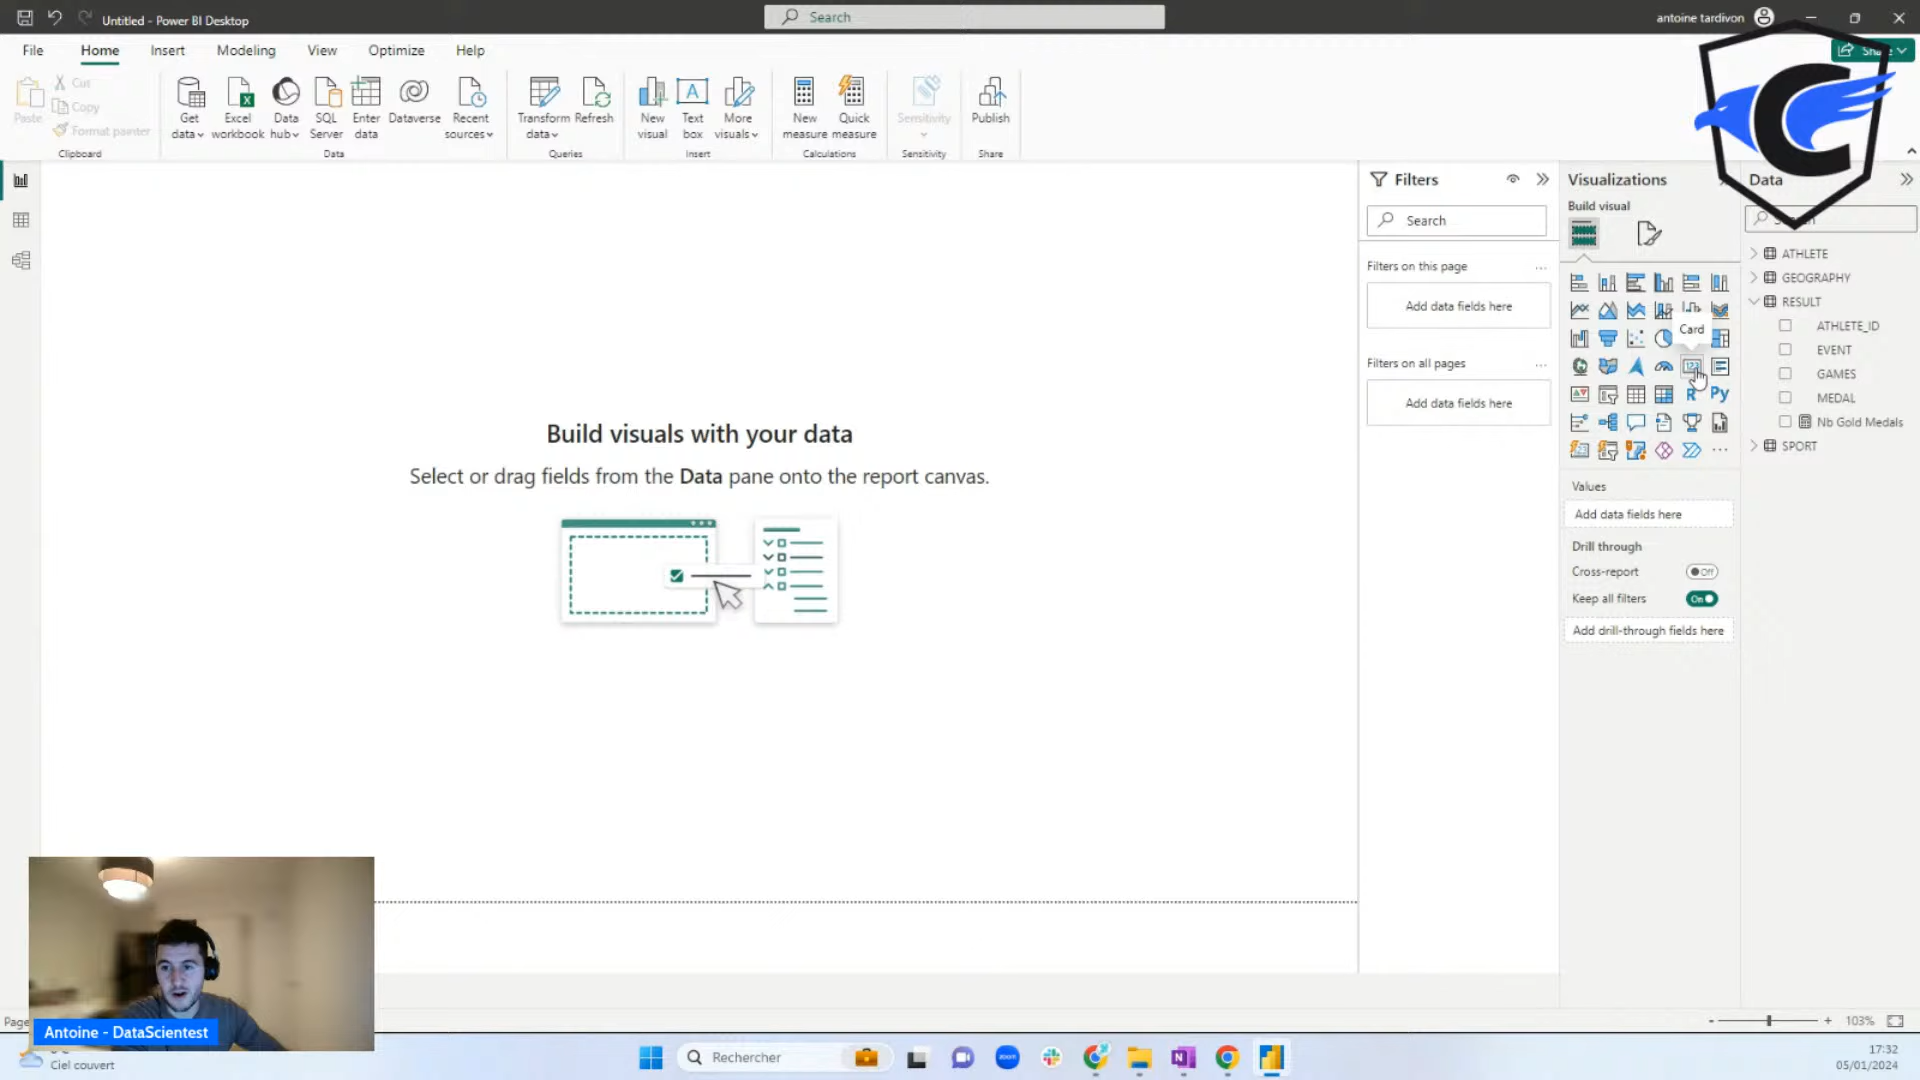 Untitled - Power BI Desktop
Search
antoine tardivon
File
Home
Insert
Modeling
View
Optimize
Help
Paste
Cut
Copy
Format painter
Clipboard
Get data
Excel workbook
Data hub
SQL Server
Enter data
Dataverse
Recent sources
Data
Transform data
Refresh
Queries
New visual
Text box
More visuals
Insert
New measure
Quick measure
Calculations
Sensitivity
Sensitivity
Publish
Share
C
Filters
Search
Filters on this page
...
Add data fields here
Filters on all pages
...
Add data fields here
Visualizations
Build visual
Card
123
R
Py
...
Values
Add data fields here
Drill through
Cross-report
Off
Keep all filters
On
Add drill-through fields here
Data
ATHLETE
GEOGRAPHY
RESULT
ATHLETE_ID
EVENT
GAMES
MEDAL
Nb Gold Medals
SPORT
Build visuals with your data
Select or drag fields from the Data pane onto the report canvas.
Antoine - DataScientest
Page
- + 103%
Ciel couvert
Rechercher
zoom
17:32
05/01/2024